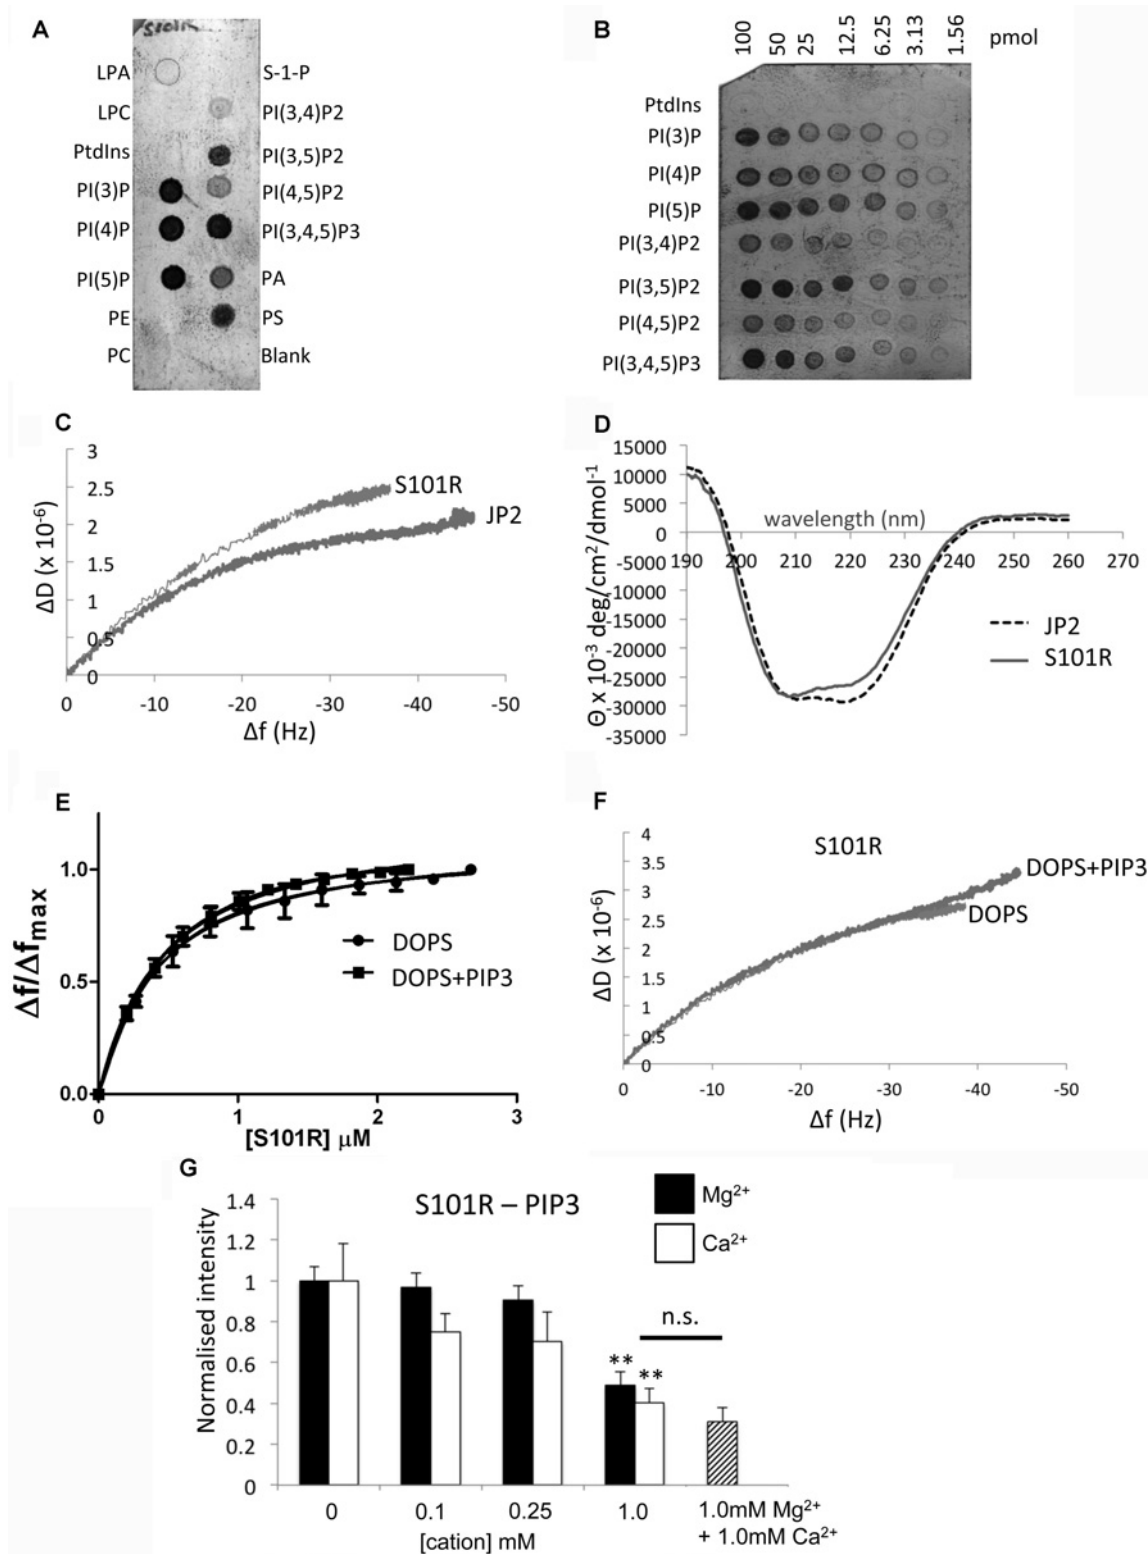 A
S101R
LPA
S-1-P
LPC
PI(3,4)P2
PtdIns
PI(3,5)P2
PI(3)P
PI(4,5)P2
PI(4)P
PI(3,4,5)P3
PI(5)P
PA
PE
PS
PC
Blank
B
100 50 25 12.5 6.25 3.13 1.56 pmol
PtdIns
PI(3)P
PI(4)P
PI(5)P
PI(3,4)P2
PI(3,5)P2
PI(4,5)P2
PI(3,4,5)P3
C
3
2.5
2
1.5
1
0.5
0
ΔD (x 10-6)
S101R
JP2
0 -10 -20 -30 -40 -50
Δf (Hz)
D
15000
10000
5000
0
-5000
-10000
-15000
-20000
-25000
-30000
-35000
Θ x 10-3 deg/cm2/dmol-1
wavelength (nm)
190 200 210 220 230 240 250 260 270
JP2
S101R
E
1.0
0.5
0.0
Δf/Δfmax
DOPS
DOPS+PIP3
0 1 2 3
[S101R] μM
F
S101R
4
3.5
3
2.5
2
1.5
1
0.5
0
ΔD (x 10-6)
DOPS+PIP3
DOPS
0 -10 -20 -30 -40 -50
Δf (Hz)
G
S101R – PIP3
Mg2+
Ca2+
1.4
1.2
1
0.8
0.6
0.4
0.2
0
Normalised intensity
n.s.
** **
0 0.1 0.25 1.0 1.0mM Mg2+
+ 1.0mM Ca2+
[cation] mM